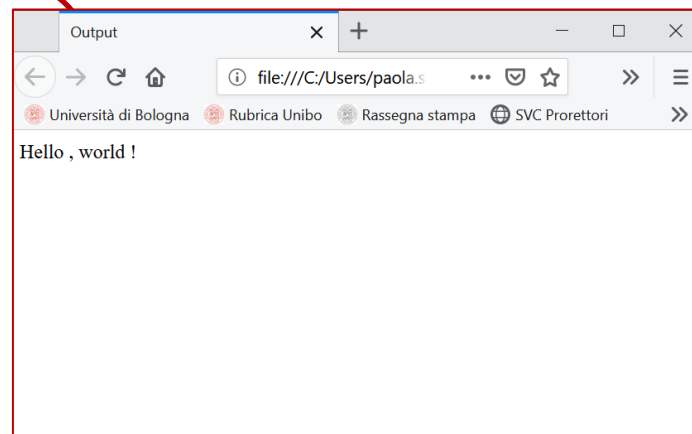 Output
file:///C:/Users/paola.s
Università di Bologna Rubrica Unibo Rassegna stampa SVC Prorettori
Hello , world !